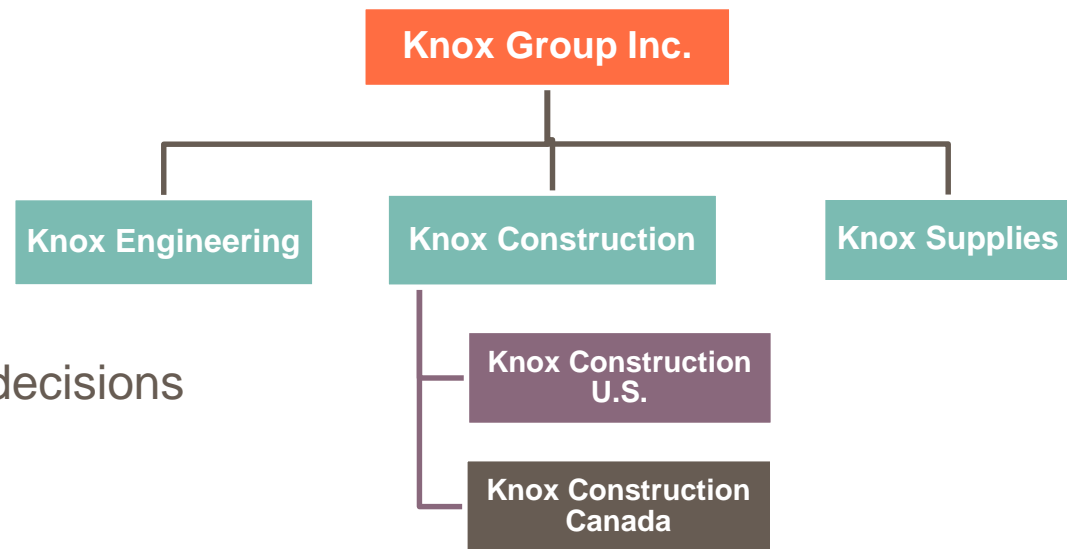 Knox Group Inc.
Knox Engineering
Knox Construction
Knox Supplies
Knox Construction
U.S.
decisions
Knox Construction
Canada